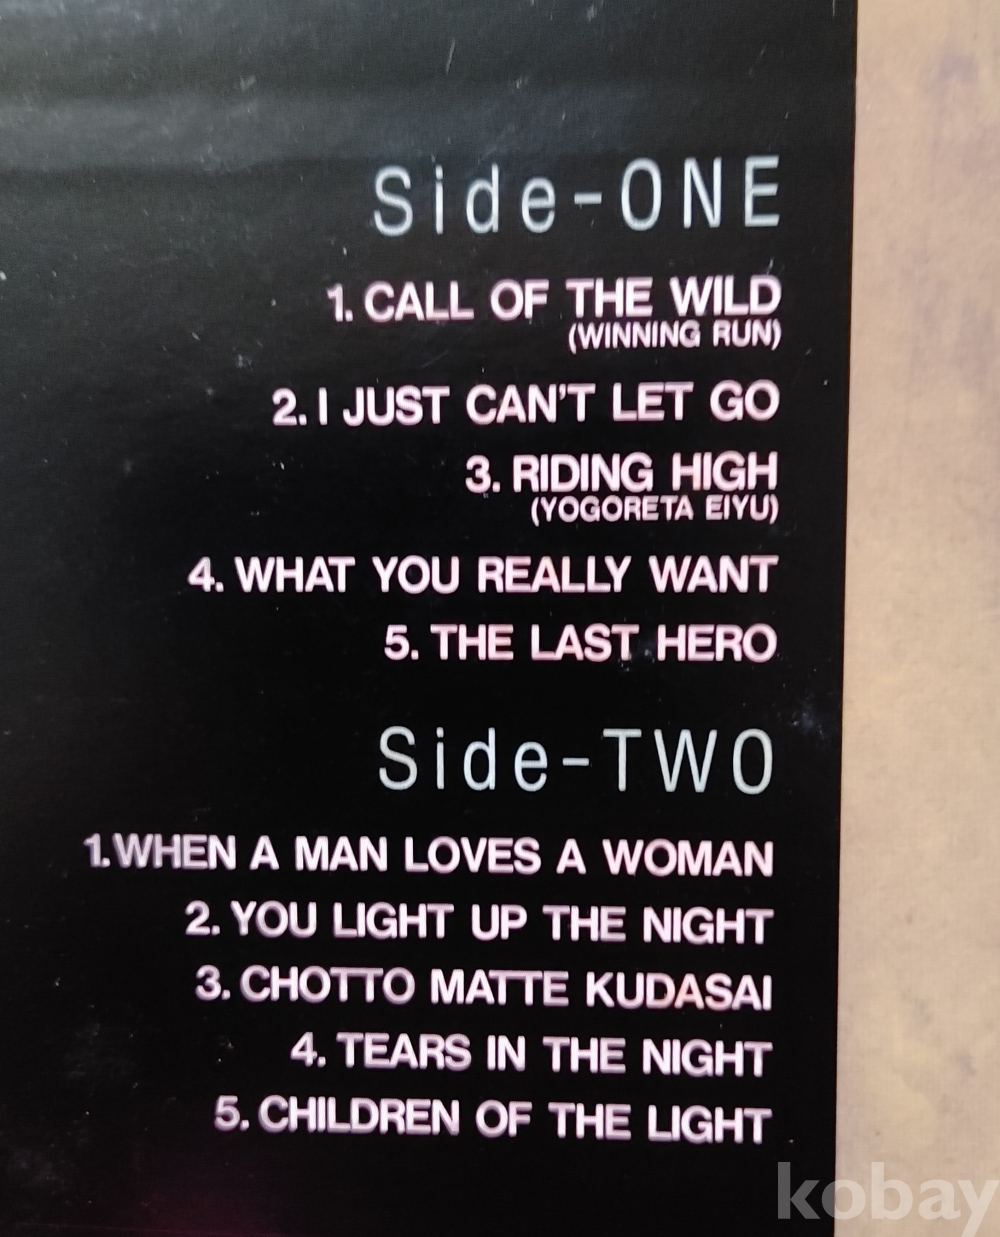 Side-ONE
1. CALL OF THE WILD
(WINNING RUN)
2. I JUST CAN'T LET GO
3. RIDING HIGH
(YOGORETA EIYU)
4. WHAT YOU REALLY WANT
5. THE LAST HERO
Side-TWO
1. WHEN A MAN LOVES A WOMAN
2. YOU LIGHT UP THE NIGHT
3. CHOTTO MATTE KUDASAI
4. TEARS IN THE NIGHT
5. CHILDREN OF THE LIGHT
kobay